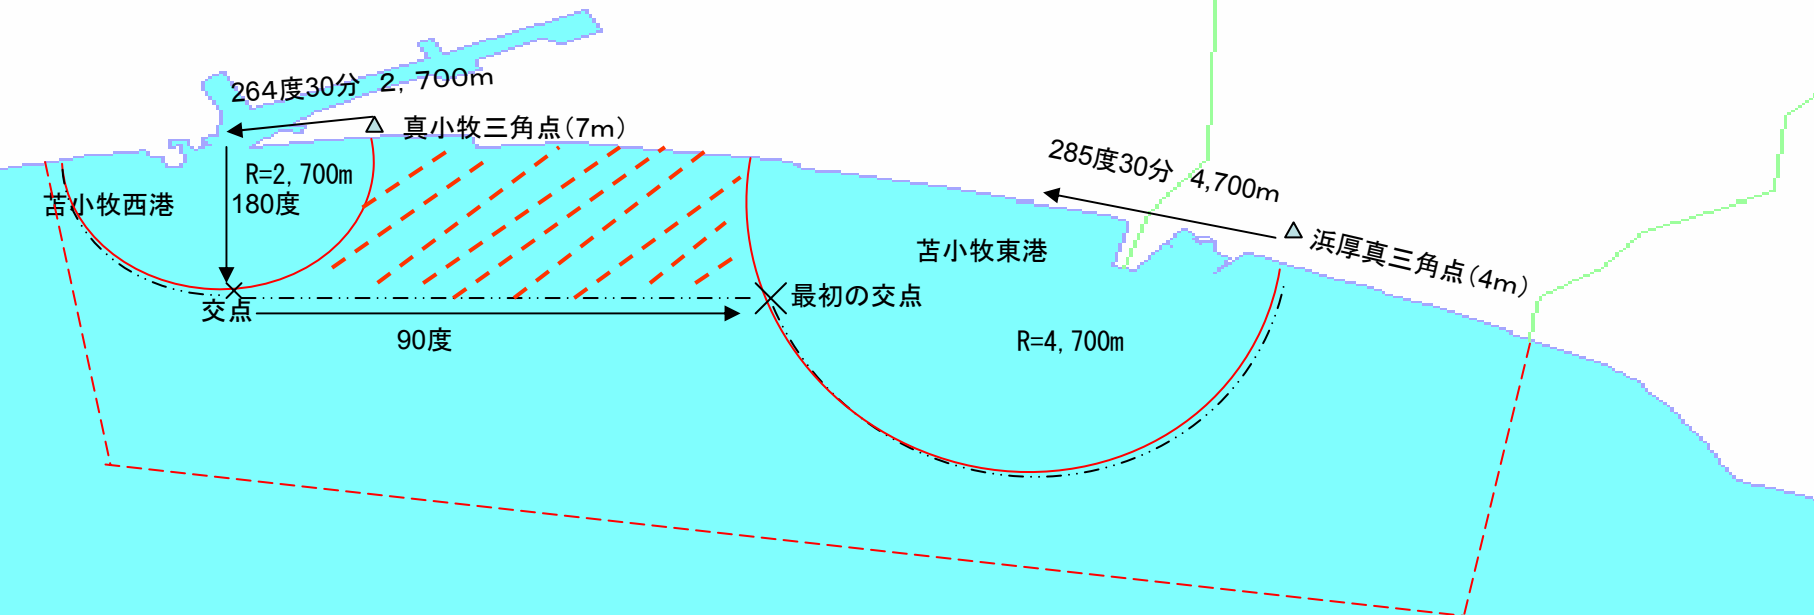 264度30分 2,700m
真小牧三角点(7m)
285度30分 4,700m
R=2,700m
180度
苫小牧西港
苫小牧東港
浜厚真三角点(4m)
交点
最初の交点
90度
R=4,700m